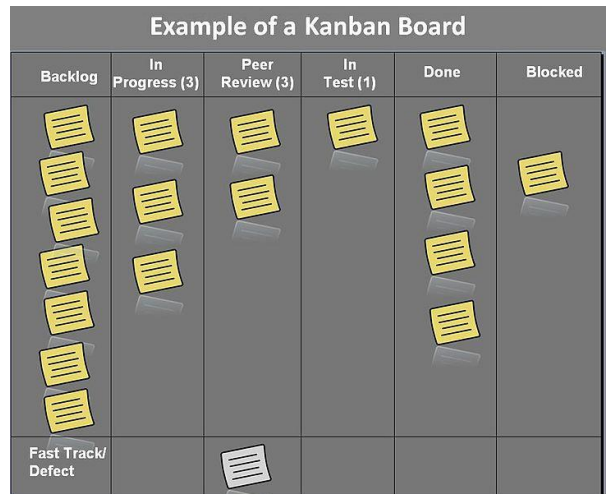 Example of a Kanban Board
Backlog
In
Progress (3)
Peer
Review (3)
In
Test (1)
Done
Blocked
Fast Track/
Defect